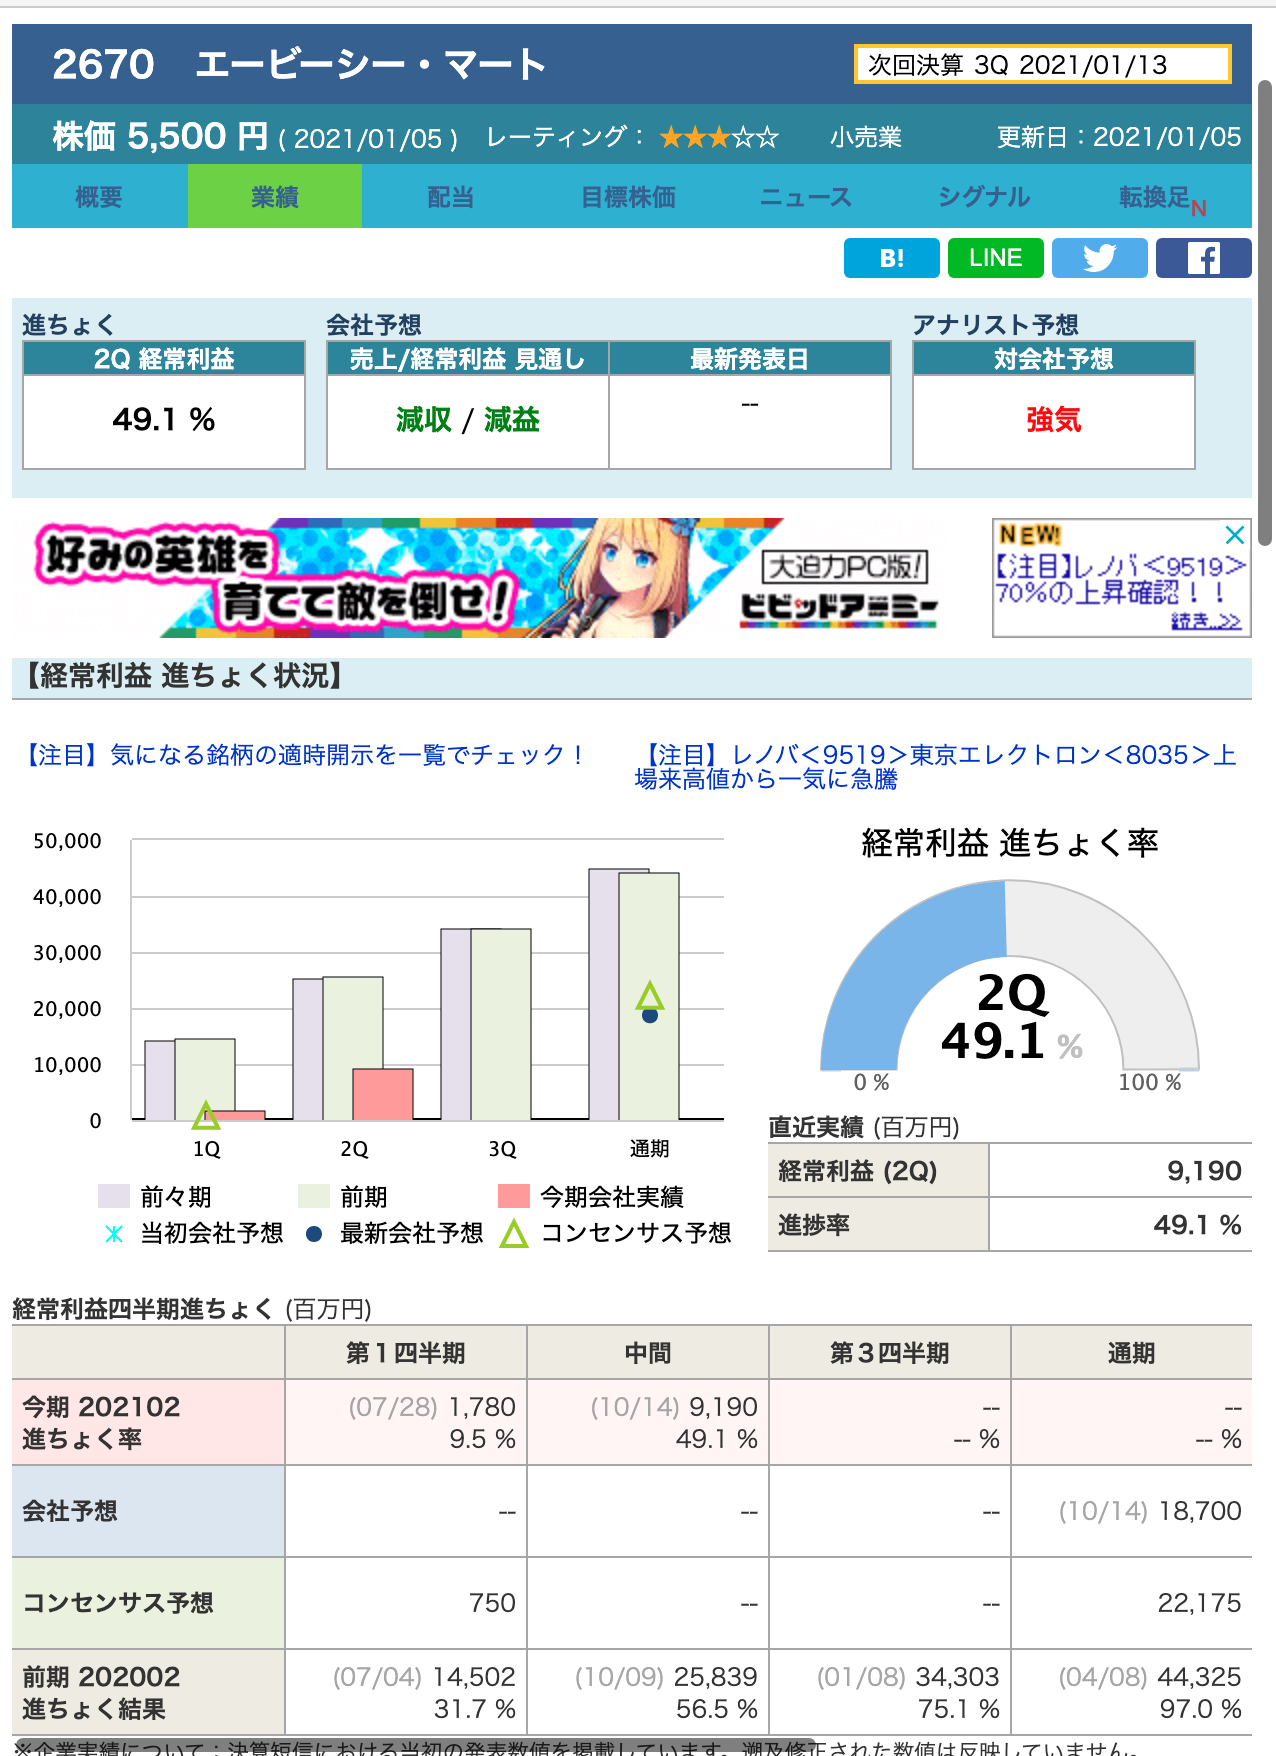 2670 エービーシー・マート
次回決算 3Q 2021/01/13
株価 5,500 円 ( 2021/01/05 ) レーティング： ★★★☆☆ 小売業 更新日：2021/01/05
概要 業績 配当 目標株価 ニュース シグナル 転換足N
B! LINE
進ちょく 会社予想 アナリスト予想
2Q 経常利益 売上/経常利益 見通し 最新発表日 対会社予想
49.1 % 減収 / 減益 -- 強気
好みの英雄を
育てて敵を倒せ！
大迫力PC版！
ビビッドアーミー
NEW!
【注目】レノバ<9519>
70%の上昇確認！！
続き..>>
【経常利益 進ちょく状況】
【注目】気になる銘柄の適時開示を一覧でチェック！
【注目】レノバ<9519>東京エレクトロン<8035>上
場来高値から一気に急騰
50,000
40,000
30,000
20,000
10,000
0
1Q 2Q 3Q 通期
前々期 前期 今期会社実績
当初会社予想 最新会社予想 コンセンサス予想
経常利益 進ちょく率
2Q
49.1 %
0 % 100 %
直近実績 (百万円)
経常利益 (2Q) 9,190
進捗率 49.1 %
経常利益四半期進ちょく (百万円)
第１四半期 中間 第３四半期 通期
今期 202102 (07/28) 1,780 (10/14) 9,190 -- --
進ちょく率 9.5 % 49.1 % -- % -- %
会社予想 -- -- -- (10/14) 18,700
コンセンサス予想 750 -- -- 22,175
前期 202002 (07/04) 14,502 (10/09) 25,839 (01/08) 34,303 (04/08) 44,325
進ちょく結果 31.7 % 56.5 % 75.1 % 97.0 %
※企業実績について：決算短信における当初の発表数値を掲載しています。遡及修正された数値は反映していません。